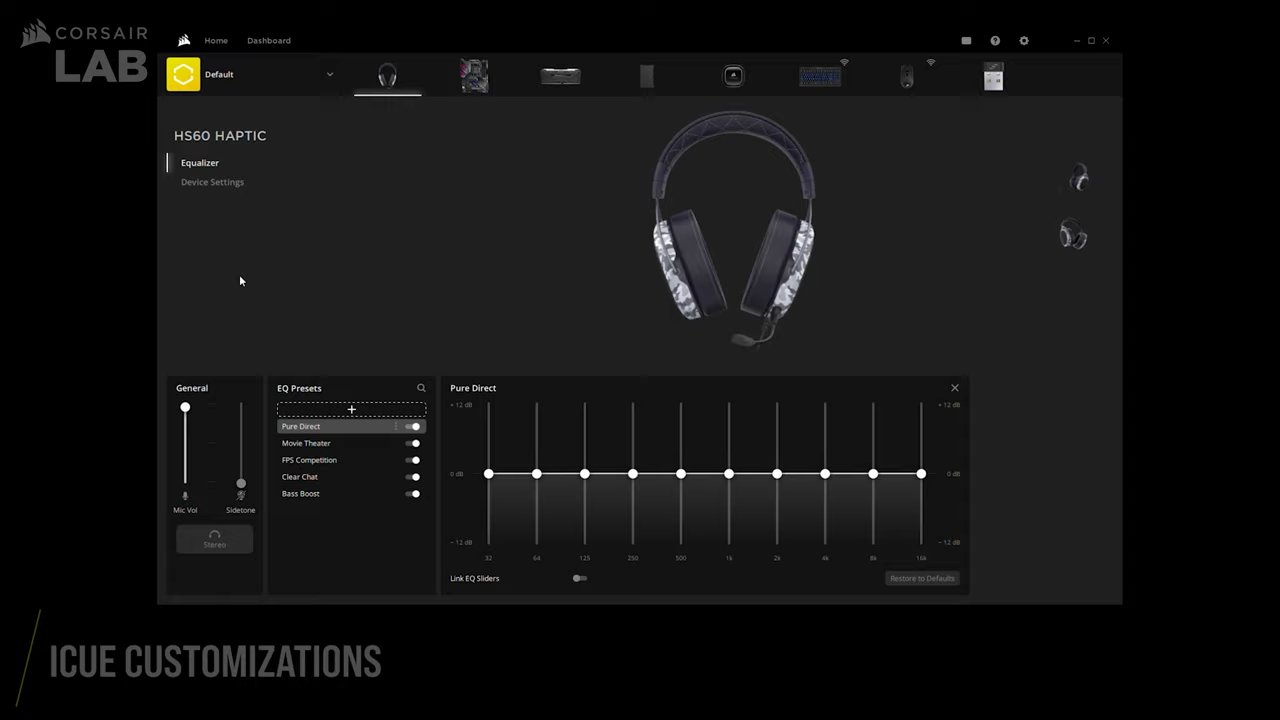 CORSAIR
LAB
Home
Dashboard
Default
HS60 HAPTIC
Equalizer
Device Settings
General
Mic Vol
Sidetone
Stereo
EQ Presets
+
Pure Direct
Movie Theater
FPS Competition
Clear Chat
Bass Boost
Pure Direct
+ 12 dB
+ 12 dB
0 dB
0 dB
− 12 dB
− 12 dB
32 64 125 250 500 1k 2k 4k 8k 16k
Link EQ Sliders
Restore to Defaults
ICUE CUSTOMIZATIONS